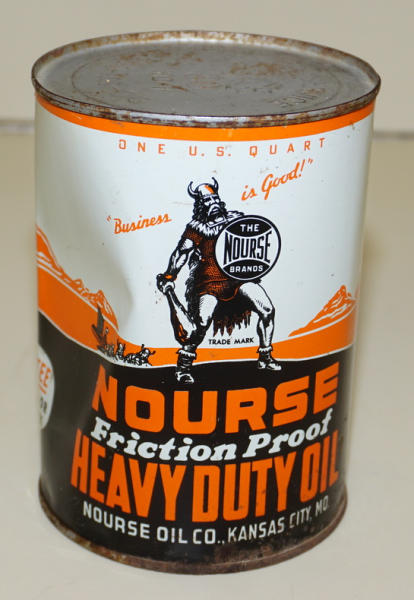 ONE U.S. QUART
"Business is Good!"
THE
NOURSE
BRANDS
TRADE MARK
NOURSE
Friction Proof
HEAVY DUTY OIL
NOURSE OIL CO., KANSAS CITY, MO.